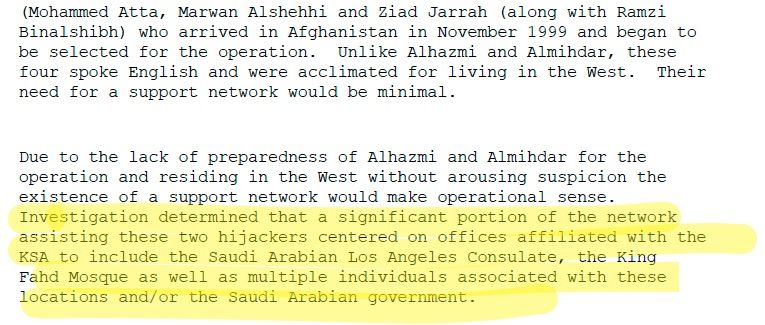 (Mohammed Atta, Marwan Alshehhi and Ziad Jarrah (along with Ramzi
Binalshibh) who arrived in Afghanistan in November 1999 and began to
be selected for the operation.  Unlike Alhazmi and Almihdar, these
four spoke English and were acclimated for living in the West.  Their
need for a support network would be minimal.
Due to the lack of preparedness of Alhazmi and Almihdar for the
operation and residing in the West without arousing suspicion the
existence of a support network would make operational sense.
Investigation determined that a significant portion of the network
assisting these two hijackers centered on offices affiliated with the
KSA to include the Saudi Arabian Los Angeles Consulate, the King
Fahd Mosque as well as multiple individuals associated with these
locations and/or the Saudi Arabian government.